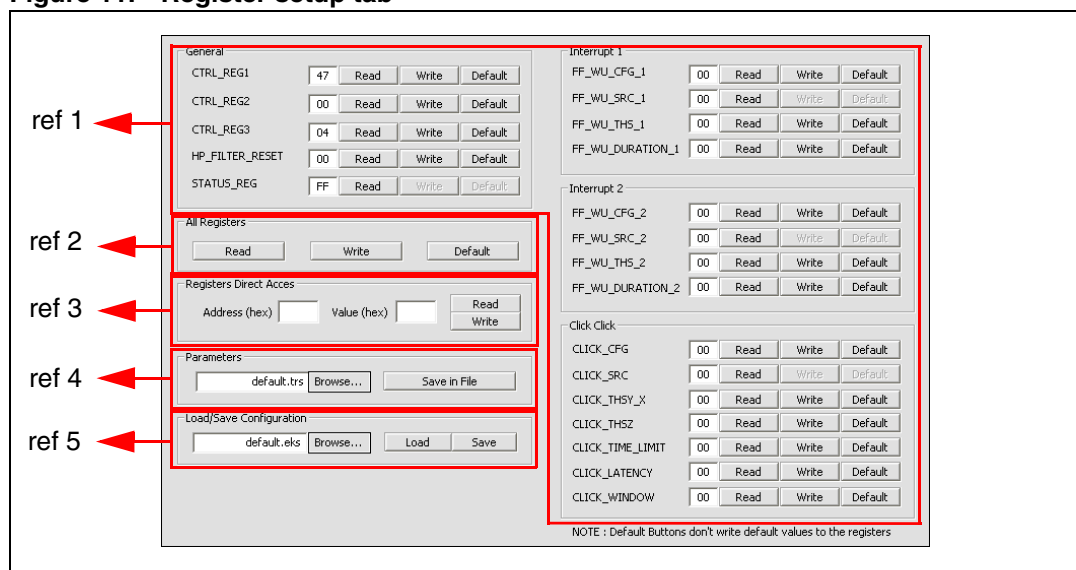 Figure 11. Register setup tab
General
CTRL_REG1 47 Read Write Default
CTRL_REG2 00 Read Write Default
CTRL_REG3 04 Read Write Default
HP_FILTER_RESET 00 Read Write Default
STATUS_REG FF Read Write Default
ref 1
All Registers
Read Write Default
ref 2
Registers Direct Acces
Address (hex) Value (hex) Read
Write
ref 3
Parameters
default.trs Browse... Save in File
ref 4
Load/Save Configuration
default.eks Browse... Load Save
ref 5
Interrupt 1
FF_WU_CFG_1 00 Read Write Default
FF_WU_SRC_1 00 Read Write Default
FF_WU_THS_1 00 Read Write Default
FF_WU_DURATION_1 00 Read Write Default
Interrupt 2
FF_WU_CFG_2 00 Read Write Default
FF_WU_SRC_2 00 Read Write Default
FF_WU_THS_2 00 Read Write Default
FF_WU_DURATION_2 00 Read Write Default
Click Click
CLICK_CFG 00 Read Write Default
CLICK_SRC 00 Read Write Default
CLICK_THSY_X 00 Read Write Default
CLICK_THSZ 00 Read Write Default
CLICK_TIME_LIMIT 00 Read Write Default
CLICK_LATENCY 00 Read Write Default
CLICK_WINDOW 00 Read Write Default
NOTE : Default Buttons don't write default values to the registers